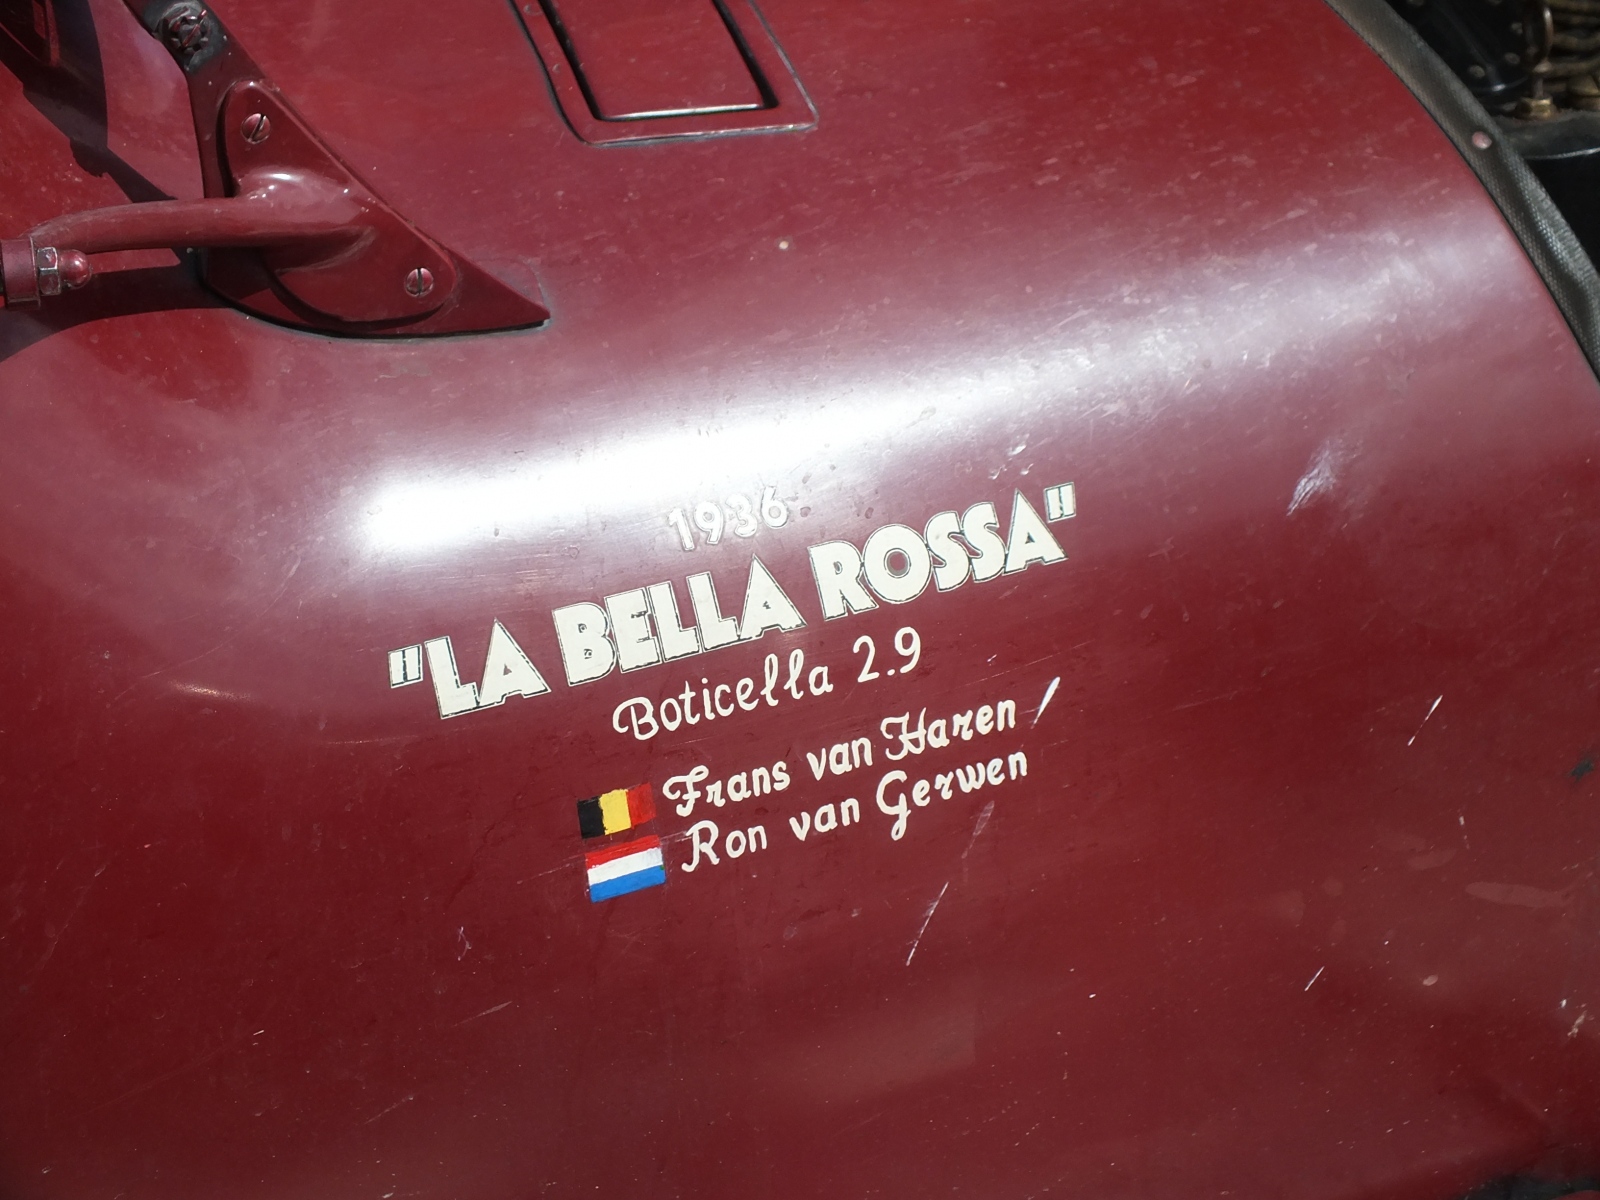 1936
"LA BELLA ROSSA"
Boticella 2.9
Frans van Haren /
Ron van Gerwen